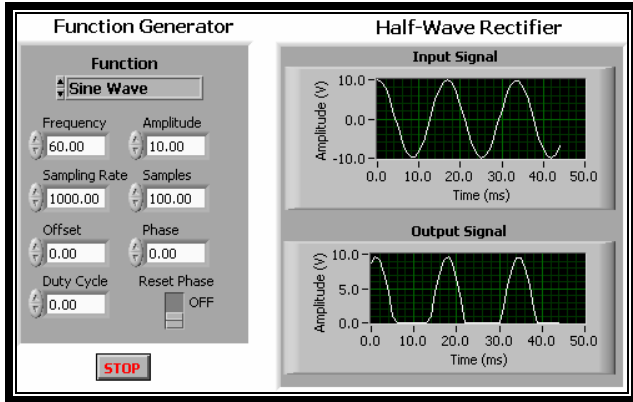 Function Generator
Function
Sine Wave
Frequency Amplitude
60.00 10.00
Sampling Rate Samples
1000.00 100.00
Offset Phase
0.00 0.00
Duty Cycle Reset Phase
0.00 OFF
STOP
Half-Wave Rectifier
Input Signal
Amplitude (V)
10.0
0.0
-10.0
0.0 10.0 20.0 30.0 40.0 50.0
Time (ms)
Output Signal
Amplitude (V)
10.0
5.0
0.0
0.0 10.0 20.0 30.0 40.0 50.0
Time (ms)